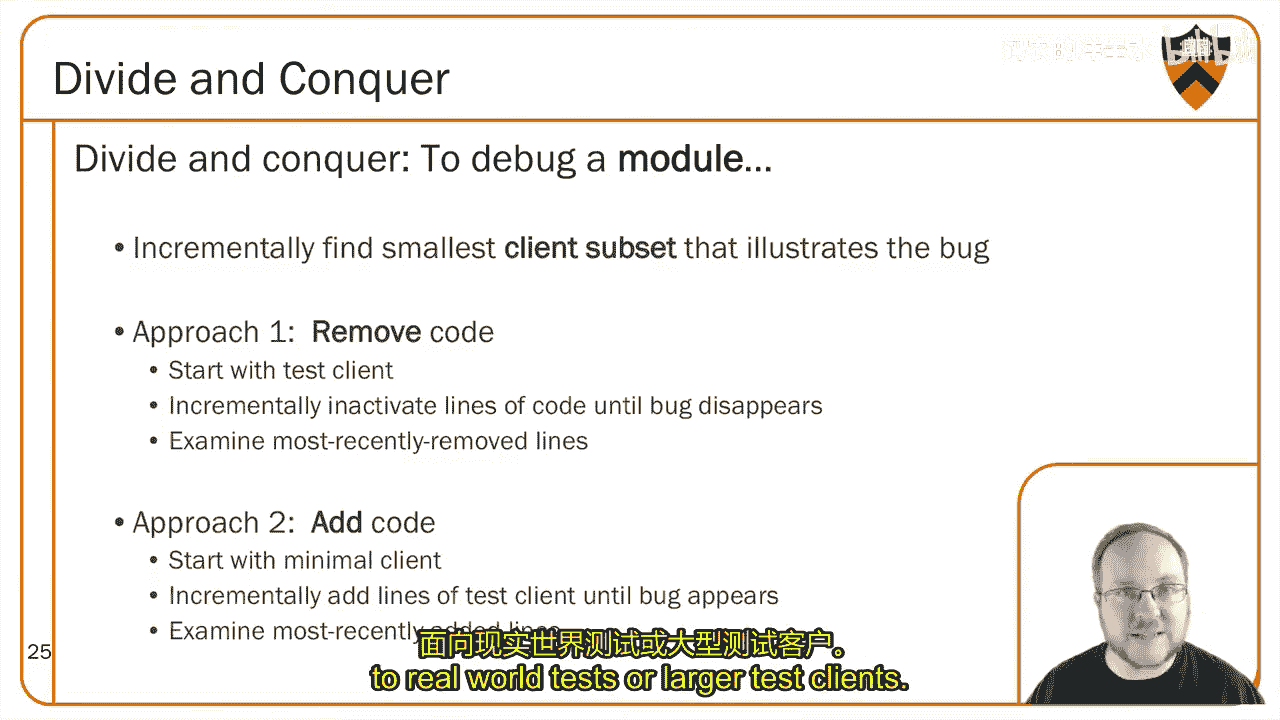 Divide and Conquer
Divide and conquer: To debug a module...
• Incrementally find smallest client subset that illustrates the bug
• Approach 1: Remove code
• Start with test client
• Incrementally inactivate lines of code until bug disappears
• Examine most-recently-removed lines
• Approach 2: Add code
• Start with minimal client
• Incrementally add lines of test client until bug appears
• Examine most-recently-added lines
25
面向现实世界测试或大型测试客户。
to real world tests or larger test clients.